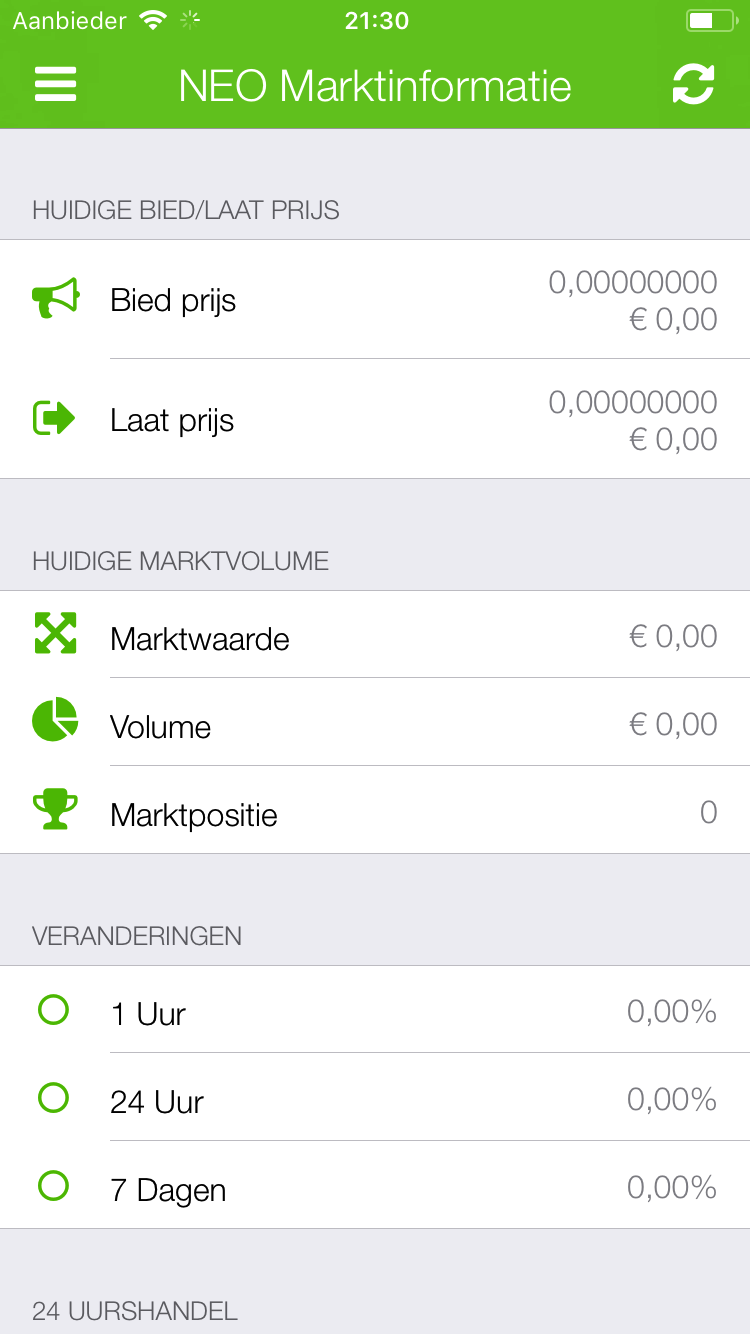 Aanbieder 21:30
NEO Marktinformatie
HUIDIGE BIED/LAAT PRIJS
Bied prijs
0,00000000
€ 0,00
Laat prijs
0,00000000
€ 0,00
HUIDIGE MARKTVOLUME
Marktwaarde € 0,00
Volume € 0,00
Marktpositie 0
VERANDERINGEN
1 Uur 0,00%
24 Uur 0,00%
7 Dagen 0,00%
24 UURSHANDEL